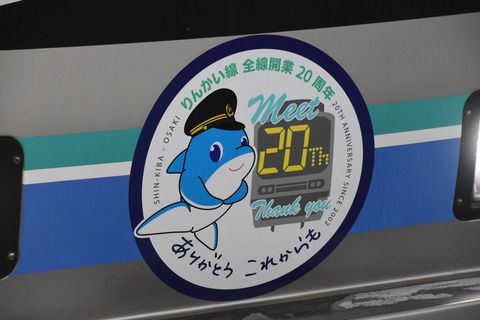 りんかい線 全線開業20周年
SHIN-KIBA - OSAKI
20TH ANNIVERSARY SINCE 2002
Meet
20Th
Thank you
ありがとう これからも